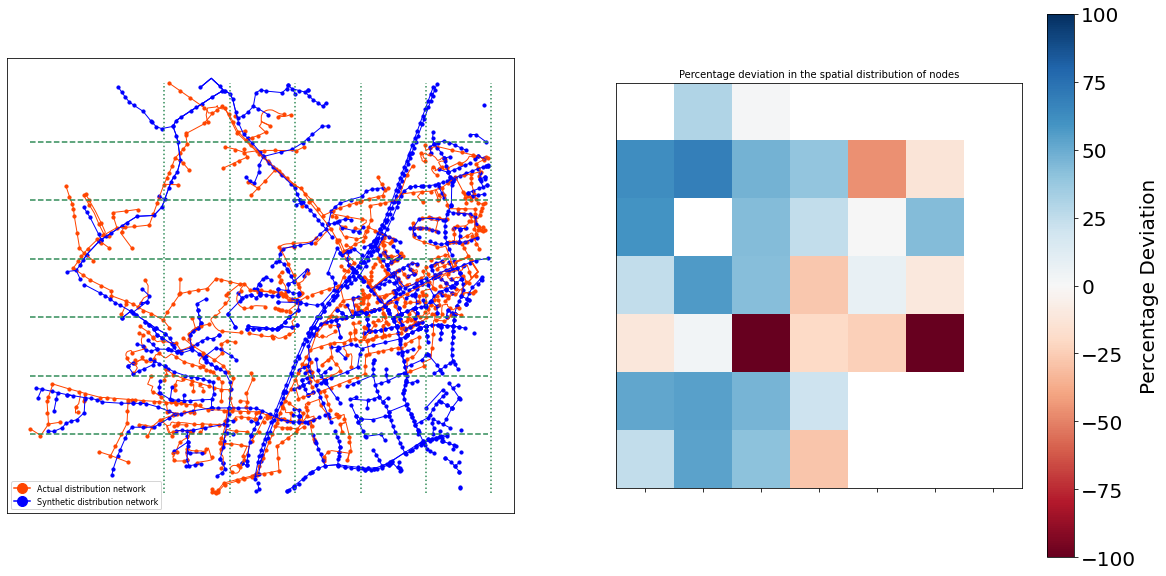 Actual distribution network
Synthetic distribution network
Percentage deviation in the spatial distribution of nodes
100
75
50
25
0
−25
−50
−75
−100
Percentage Deviation